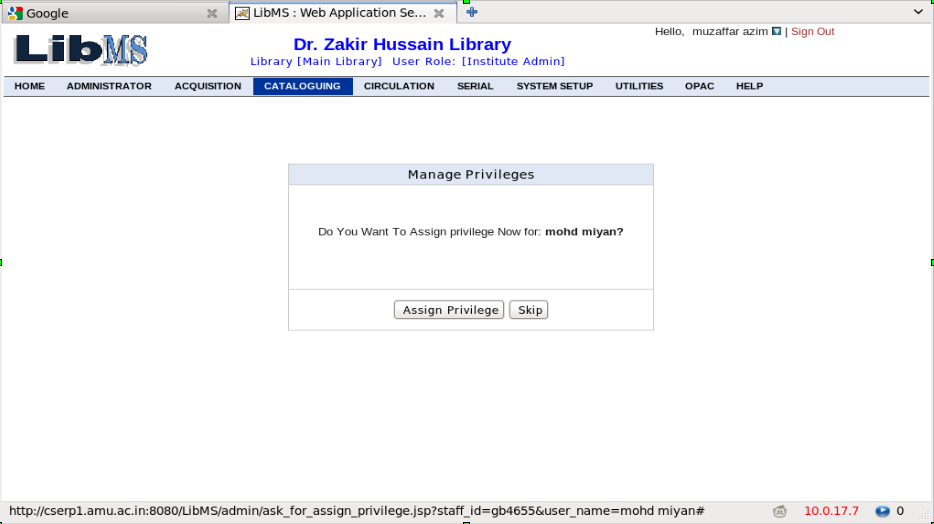 Google
LibMS : Web Application Se...
LibMS
Hello, muzaffar azim | Sign Out
Dr. Zakir Hussain Library
Library [Main Library] User Role: [Institute Admin]
HOME ADMINISTRATOR ACQUISITION CATALOGUING CIRCULATION SERIAL SYSTEM SETUP UTILITIES OPAC HELP
Manage Privileges
Do You Want To Assign privilege Now for: mohd miyan?
Assign Privilege Skip
http://cserp1.amu.ac.in:8080/LibMS/admin/ask_for_assign_privilege.jsp?staff_id=gb4655&user_name=mohd miyan# 10.0.17.7 0